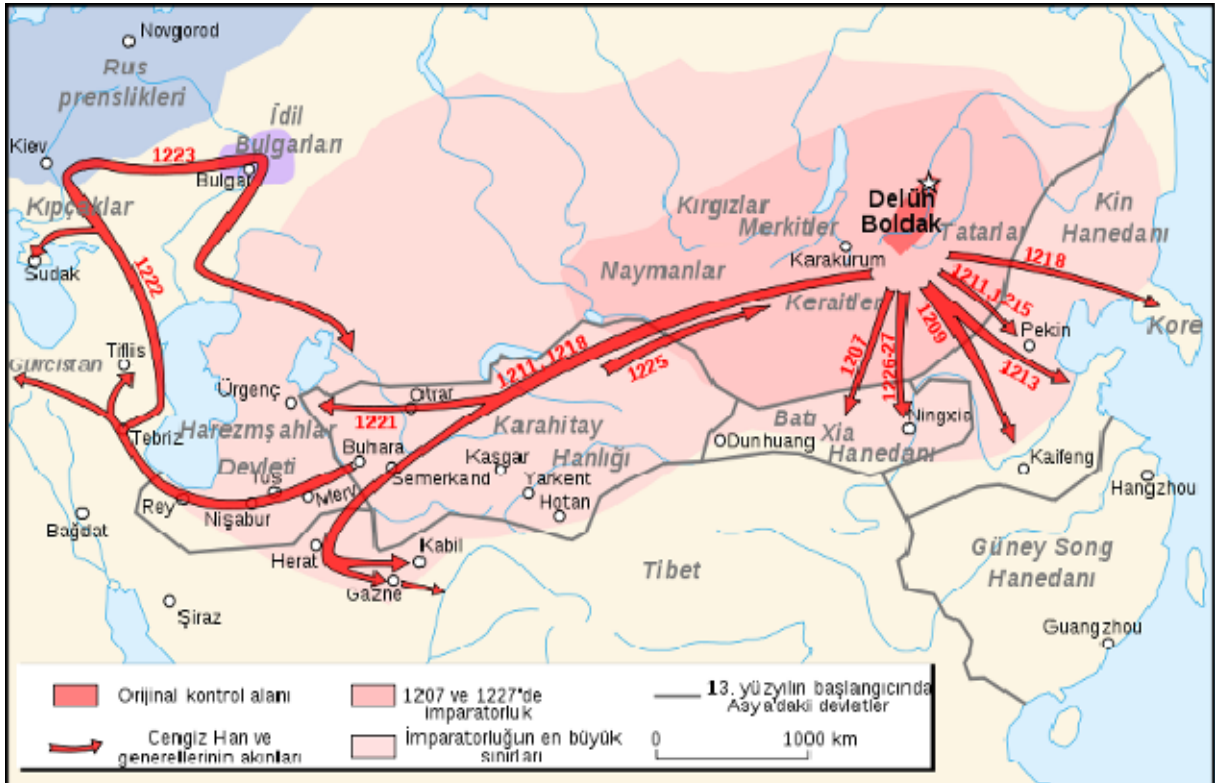 Novgorod
Rus
prenslikleri
İdil
Bulgarları
Kiev
1223
Bulgar
Kıpçaklar
Sudak
1222
Kırgızlar
Merkitler
Delüh
Boldak
Tatarlar
Kin
Hanedanı
Karakurum
Naymanlar
Keraitler
1218
1211,1215
1209
1207
1226-27
1213
Pekin
Kore
Gürcistan
Tiflis
Ürgenç
Otrar
1211, 1218
1225
1221
Tebriz
Harezmşahlar
Devleti
Buhara
Karahitay
Hanlığı
Batı
Xia
Hanedanı
Ningxia
Dunhuang
Semerkand
Kaşgar
Yarkent
Hotan
Kaifeng
Hangzhou
Rey
Nişabur
Tus
Merv
Bağdat
Herat
Kabil
Gazne
Tibet
Güney Song
Hanedanı
Şiraz
Guangzhou
Orijinal kontrol alanı
Cengiz Han ve
generellerinin akınları
1207 ve 1227"de
imparatorluk
İmparatorluğun en büyük
sınırları
13. yüzyılın başlangıcında
Asya'daki devletler
0 1000 km